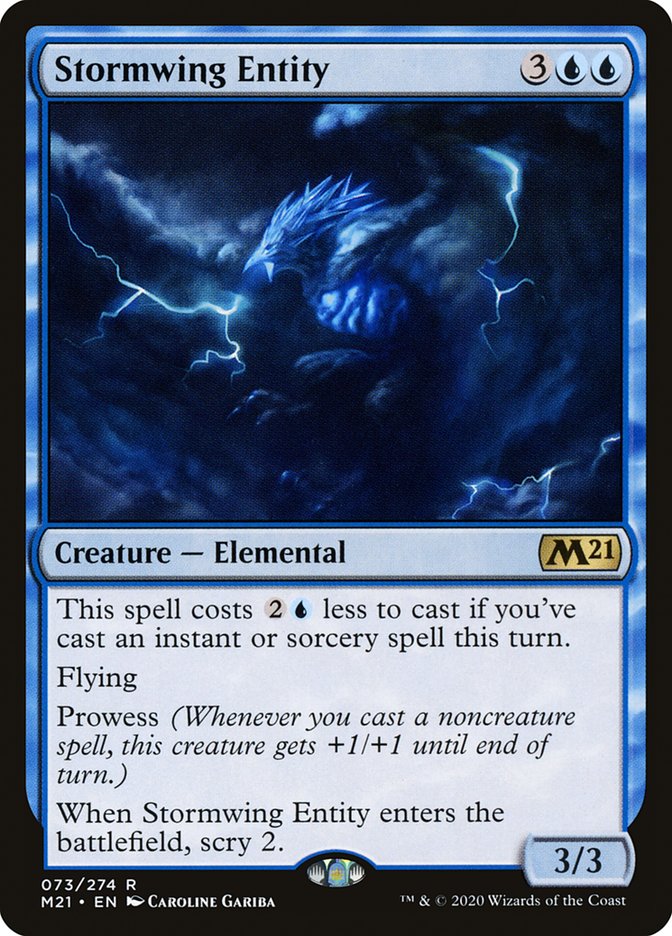 Stormwing Entity 3
Creature — Elemental M21
This spell costs 2 less to cast if you've
cast an instant or sorcery spell this turn.
Flying
Prowess (Whenever you cast a noncreature
spell, this creature gets +1/+1 until end of
turn.)
When Stormwing Entity enters the
battlefield, scry 2.
3/3
073/274 R
M21 • EN CAROLINE GARIBA ™ & © 2020 Wizards of the Coast